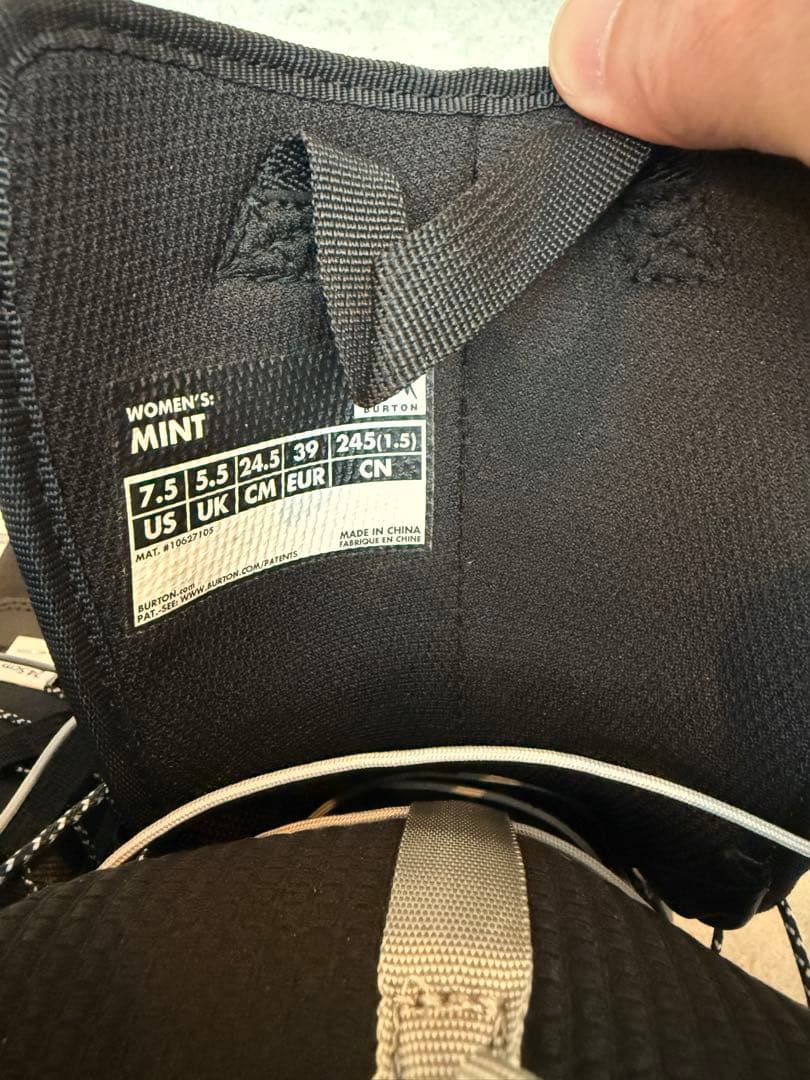 WOMEN'S:
MINT
BURTON
7.5 5.5 24.5 39 245(1.5)
US UK CM EUR CN
MAT. #10627105
MADE IN CHINA
FABRIQUE EN CHINE
BURTON.com
PAT.-SEE: WWW.BURTON.COM/PATENTS